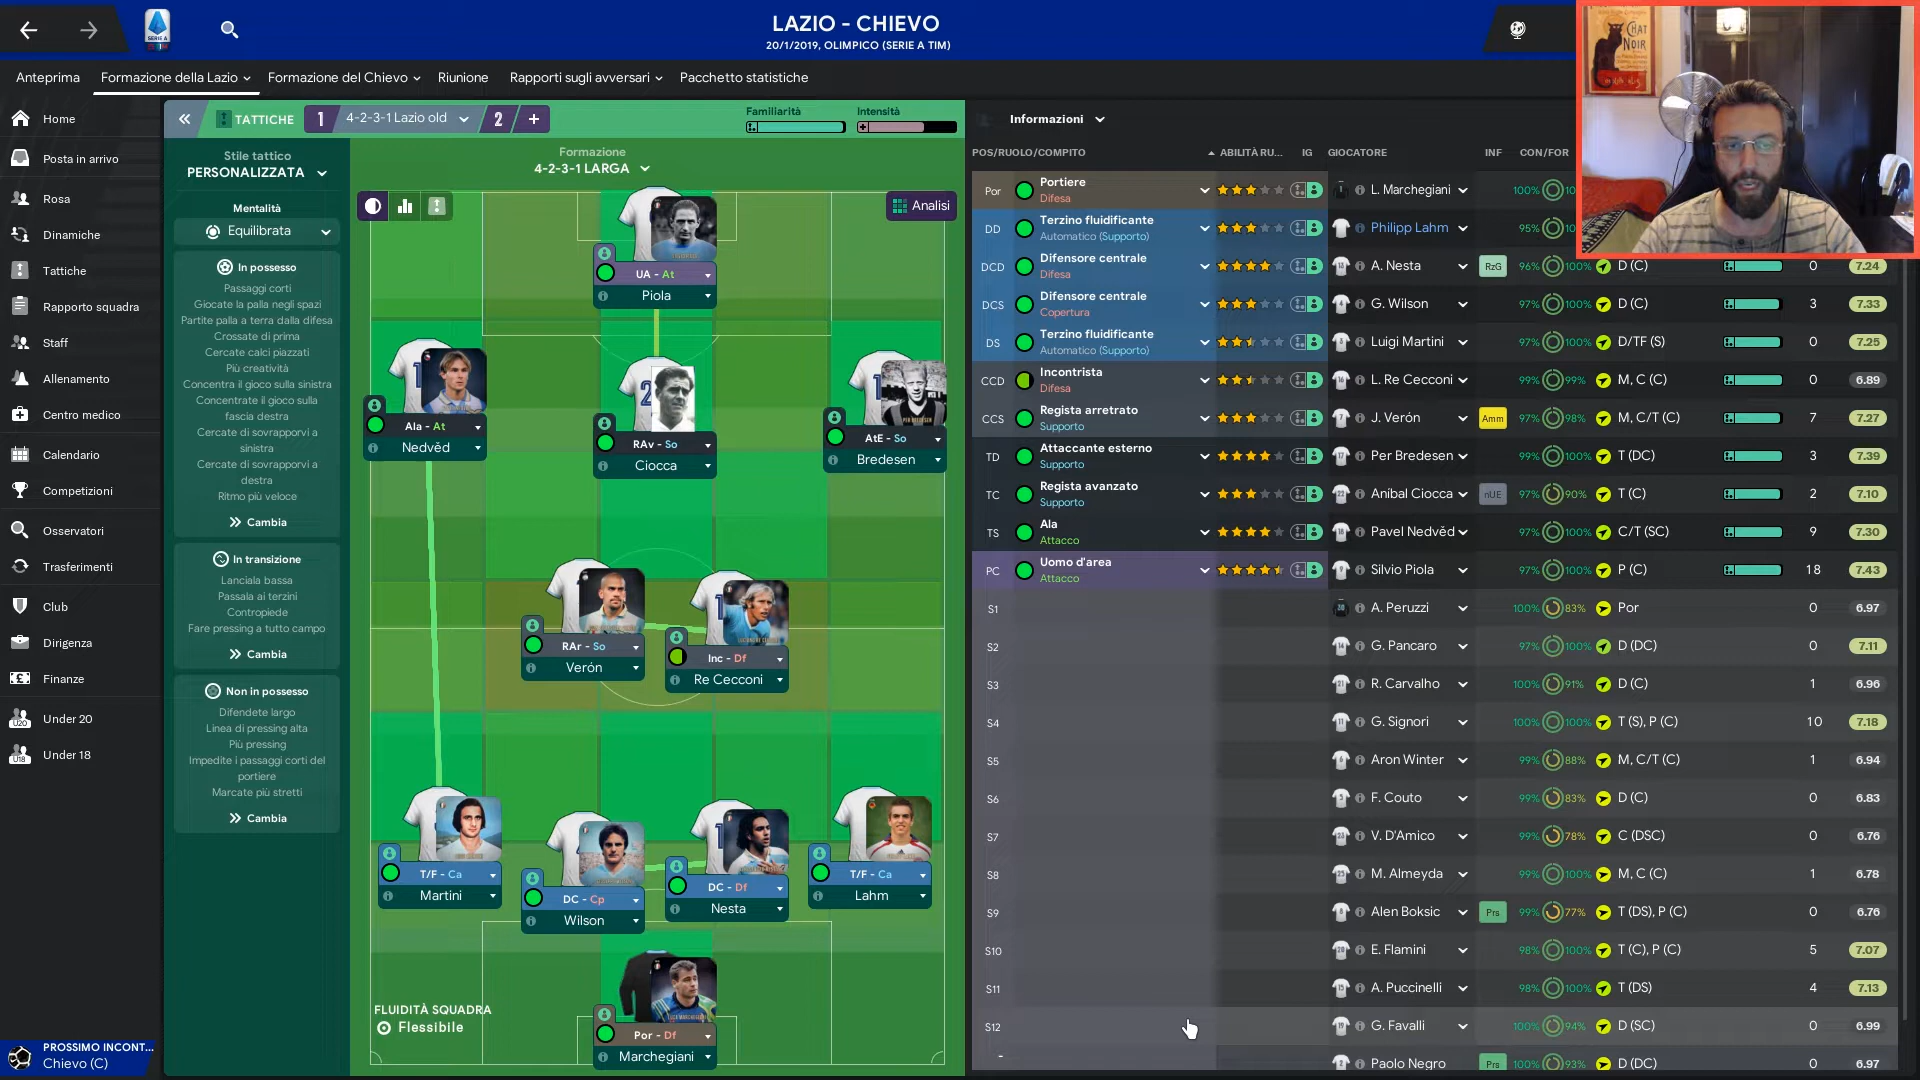 LAZIO - CHIEVO
20/1/2019, OLIMPICO (SERIE A TIM)
CHAT NOIR
Anteprima
Formazione della Lazio
Formazione del Chievo
Riunione
Rapporti sugli avversari
Pacchetto statistiche
Home
Posta in arrivo
Rosa
Dinamiche
Tattiche
Rapporto squadra
Staff
Allenamento
Centro medico
Calendario
Competizioni
Osservatori
Trasferimenti
Club
Dirigenza
Finanze
Under 20
Under 18
PROSSIMO INCONT...
Chievo (C)
TATTICHE
1
4-2-3-1 Lazio old
2
+
Familiarità
Intensità
Stile tattico
PERSONALIZZATA
Mentalità
Equilibrata
In possesso
Passaggi corti
Giocate la palla negli spazi
Partite palla a terra dalla difesa
Crossate di prima
Cercate calci piazzati
Più creatività
Concentra il gioco sulla sinistra
Concentrate il gioco sulla
fascia destra
Cercate di sovrapporvi a
sinistra
Cercate di sovrapporvi a
destra
Ritmo più veloce
Cambia
In transizione
Lanciala bassa
Passala ai terzini
Contropiede
Fare pressing a tutto campo
Cambia
Non in possesso
Difendete largo
Linea di pressing alta
Più pressing
Impedite i passaggi corti del
portiere
Marcate più stretti
Cambia
Formazione
4-2-3-1 LARGA
Analisi
UA - At
Piola
Ala - At
Nedvěd
RAv - So
Ciocca
AtE - So
Bredesen
RAr - So
Verón
Inc - Df
Re Cecconi
T/F - Ca
Martini
DC - Cp
Wilson
DC - Df
Nesta
T/F - Ca
Lahm
Por - Df
Marchegiani
FLUIDITÀ SQUADRA
Flessibile
Informazioni
POS/RUOLO/COMPITO ABILITÀ RU... IG GIOCATORE INF CON/FOR
Por Portiere Difesa L. Marchegiani 100%
DD Terzino fluidificante Automatico (Supporto) Philipp Lahm 95%
DCD Difensore centrale Difesa A. Nesta RzG 96% 100% D (C) 0 7.24
DCS Difensore centrale Copertura G. Wilson 97% 100% D (C) 3 7.33
DS Terzino fluidificante Automatico (Supporto) Luigi Martini 97% 100% D/TF (S) 0 7.25
CCD Incontrista Difesa L. Re Cecconi 99% 99% M, C (C) 0 6.89
CCS Regista arretrato Supporto J. Verón Amm 97% 98% M, C/T (C) 7 7.27
TD Attaccante esterno Supporto Per Bredesen 99% 100% T (DC) 3 7.39
TC Regista avanzato Supporto Aníbal Ciocca nUE 97% 90% T (C) 2 7.10
TS Ala Attacco Pavel Nedvěd 97% 100% C/T (SC) 9 7.30
PC Uomo d'area Attacco Silvio Piola 97% 100% P (C) 18 7.43
S1 A. Peruzzi 100% 83% Por 0 6.97
S2 G. Pancaro 97% 100% D (DC) 0 7.11
S3 R. Carvalho 100% 91% D (C) 1 6.96
S4 G. Signori 100% 100% T (S), P (C) 10 7.18
S5 Aron Winter 99% 88% M, C/T (C) 1 6.94
S6 F. Couto 99% 83% D (C) 0 6.83
S7 V. D'Amico 99% 78% C (DSC) 0 6.76
S8 M. Almeyda 99% 100% M, C (C) 1 6.78
S9 Alen Boksic Prs 99% 77% T (DS), P (C) 0 6.76
S10 E. Flamini 98% 100% T (C), P (C) 5 7.07
S11 A. Puccinelli 98% 100% T (DS) 4 7.13
S12 G. Favalli 100% 94% D (SC) 0 6.99
- Paolo Negro Prs 100% 93% D (DC) 0 6.97